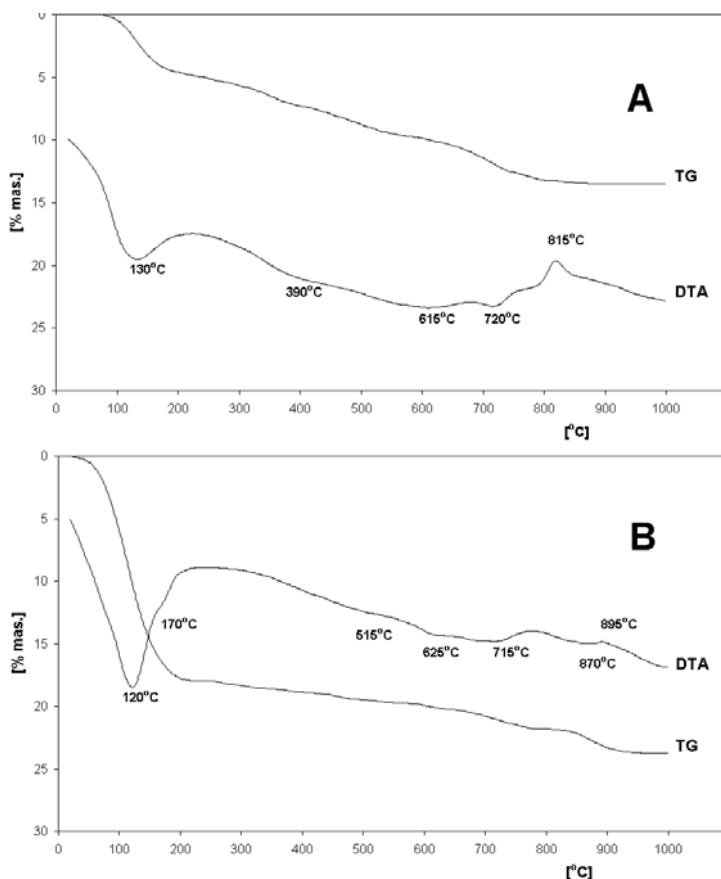 0
5
10
15
20
25
30
[% mas.]
A
TG
815°C
130°C
390°C
DTA
615°C
720°C
0
100
200
300
400
500
600
700
800
900
1000
[°C]
0
5
10
15
20
25
30
[% mas.]
B
170°C
515°C
895°C
625°C
715°C
870°C
DTA
120°C
TG
0
100
200
300
400
500
600
700
800
900
1000
[°C]